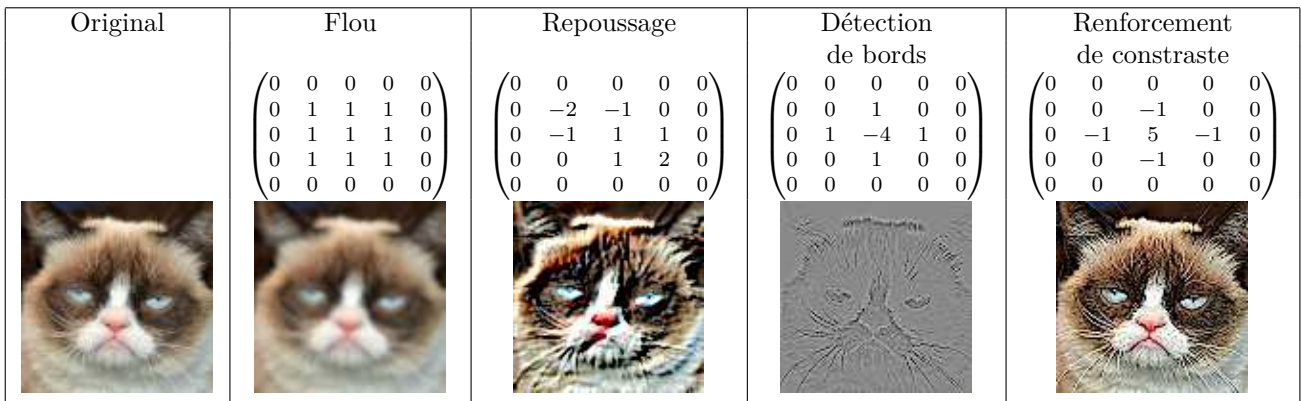 Original
Flou
0 0 0 0 0
0 1 1 1 0
0 1 1 1 0
0 1 1 1 0
0 0 0 0 0
Repoussage
0 0 0 0 0
0 −2 −1 0 0
0 −1 1 1 0
0 0 1 2 0
0 0 0 0 0
Détection
de bords
0 0 0 0 0
0 0 1 0 0
0 1 −4 1 0
0 0 1 0 0
0 0 0 0 0
Renforcement
de constraste
0 0 0 0 0
0 0 −1 0 0
0 −1 5 −1 0
0 0 −1 0 0
0 0 0 0 0